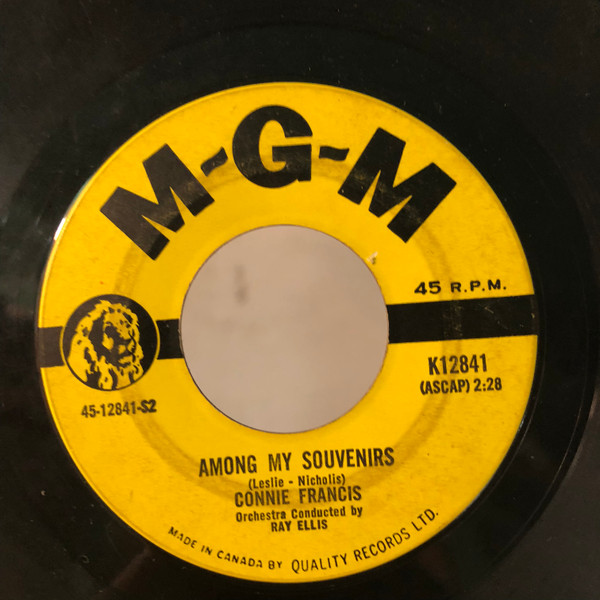 M-G-M
45 R.P.M.
K12841
(ASCAP) 2:28
45-12841-S2
AMONG MY SOUVENIRS
(Leslie - Nicholls)
CONNIE FRANCIS
Orchestra Conducted by
RAY ELLIS
MADE IN CANADA BY QUALITY RECORDS LTD.